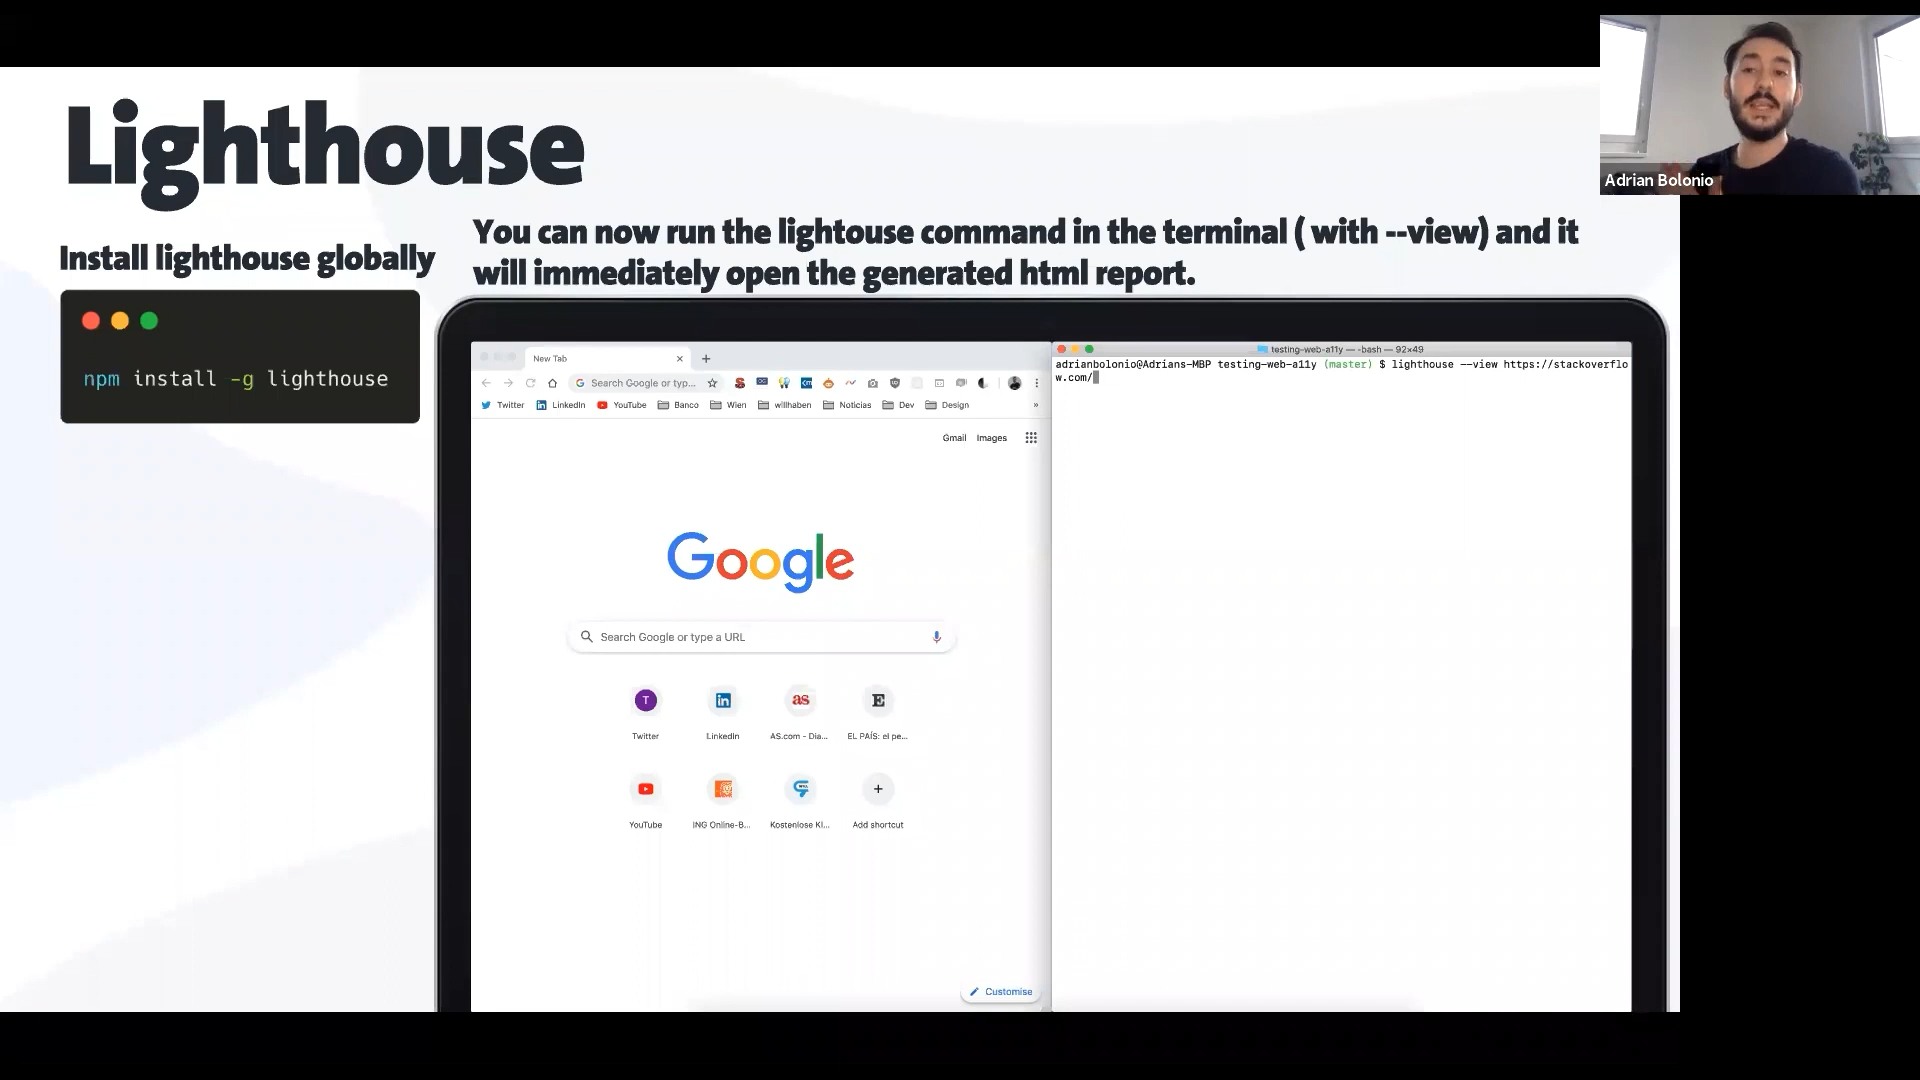 Lighthouse
Adrian Bolonio
Install lighthouse globally
npm install -g lighthouse
You can now run the lightouse command in the terminal ( with --view) and it
will immediately open the generated html report.
New Tab
Search Google or typ...
Twitter LinkedIn YouTube Banco Wien willhaben Noticias Dev Design »
Gmail Images
Google
Search Google or type a URL
T in as E
Twitter LinkedIn AS.com - Dia... EL PAÍS: el pe...
YouTube ING Online-B... Kostenlose Kl... Add shortcut
Customise
testing-web-a11y — -bash — 92×49
adrianbolonio@Adrians-MBP testing-web-a11y (master) $ lighthouse --view https://stackoverflo
w.com/